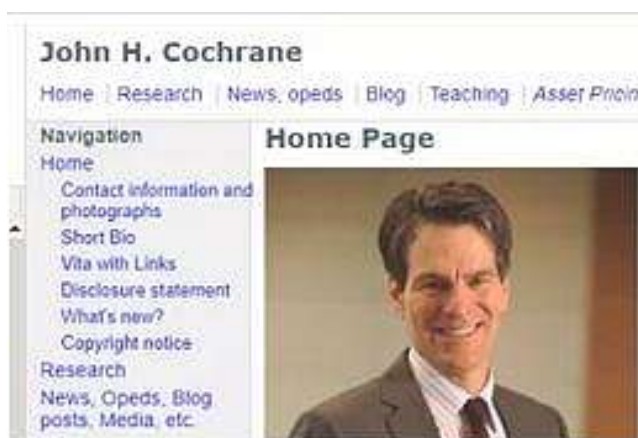 John H. Cochrane
Home | Research | News, opeds | Blog | Teaching | Asset Pricin
Navigation
Home Page
Home
Contact information and
photographs
Short Bio
Vita with Links
Disclosure statement
What's new?
Copyright notice
Research
News, Opeds, Blog
posts, Media, etc.